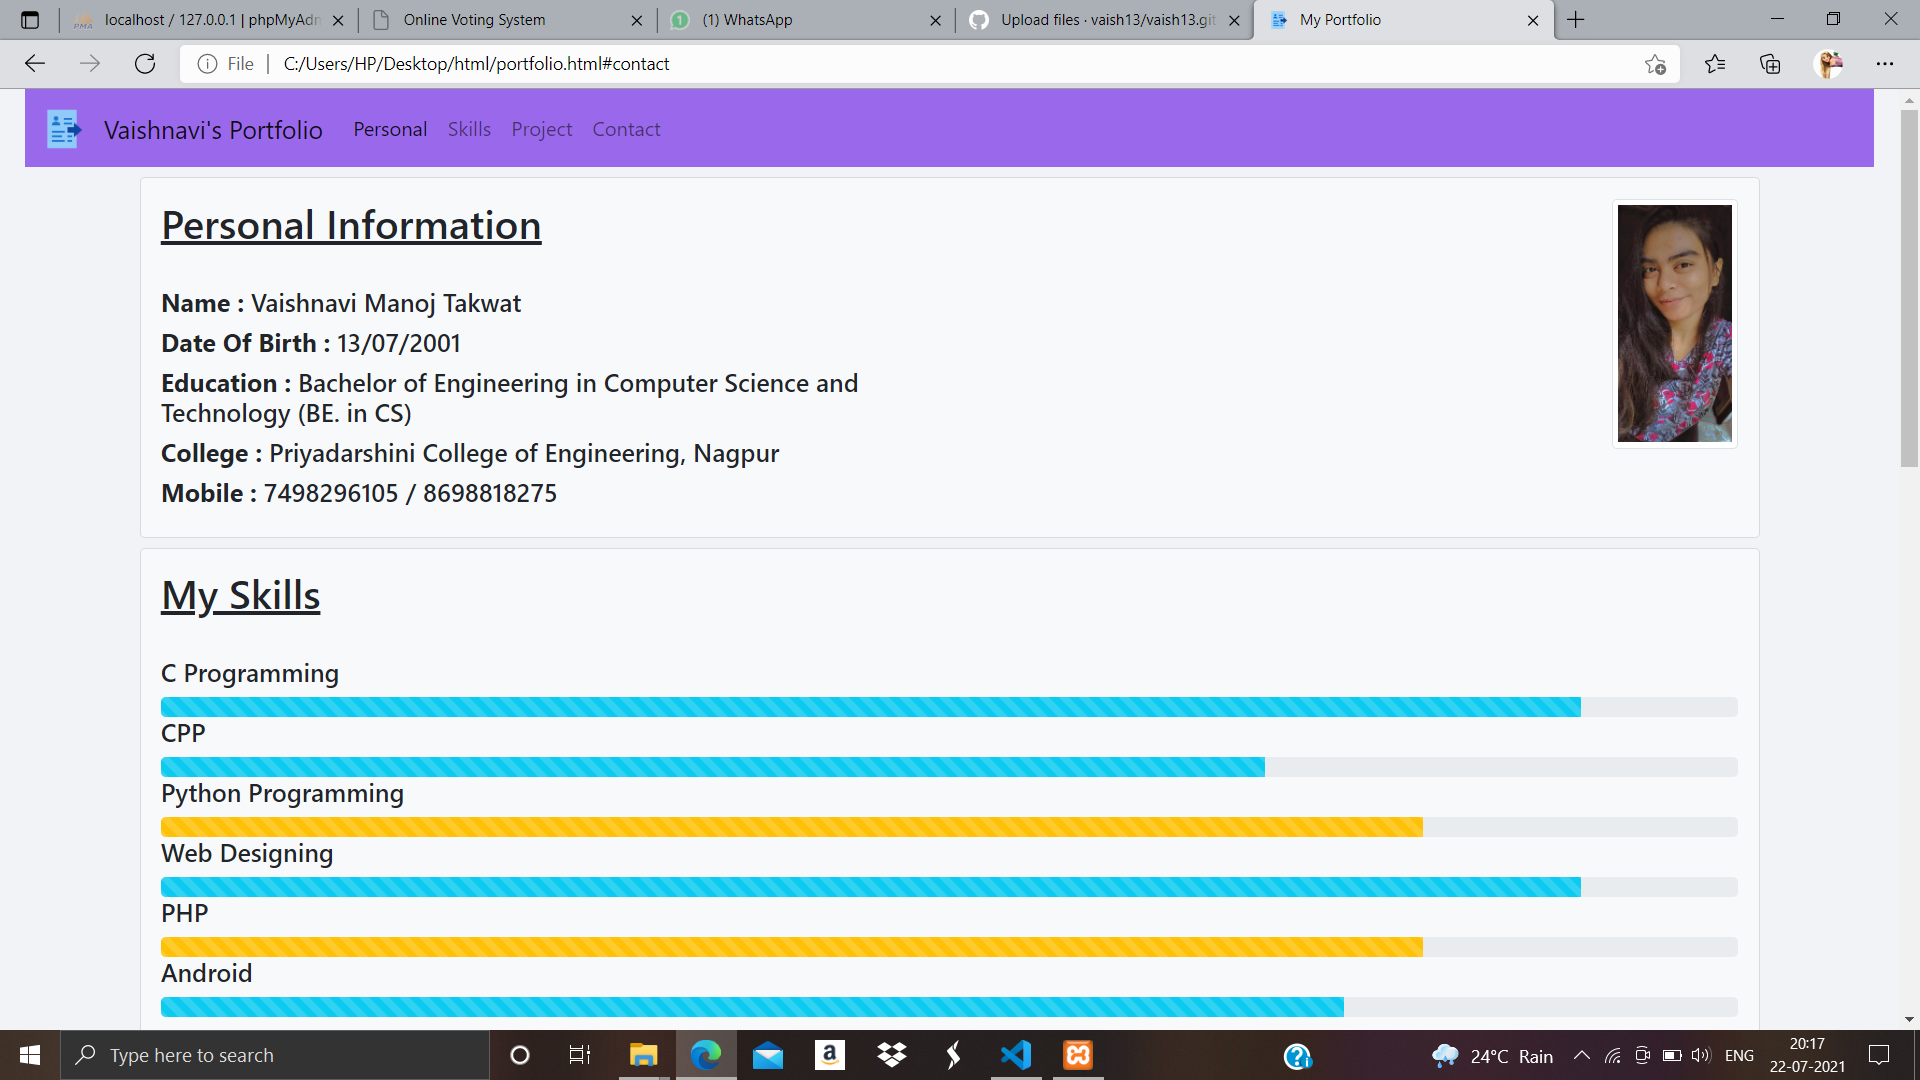 localhost / 127.0.0.1 | phpMyAdn
Online Voting System
(1) WhatsApp
Upload files · vaish13/vaish13.git
My Portfolio
File
C:/Users/HP/Desktop/html/portfolio.html#contact
Vaishnavi's Portfolio
Personal
Skills
Project
Contact
Personal Information
Name : Vaishnavi Manoj Takwat
Date Of Birth : 13/07/2001
Education : Bachelor of Engineering in Computer Science and
Technology (BE. in CS)
College : Priyadarshini College of Engineering, Nagpur
Mobile : 7498296105 / 8698818275
My Skills
C Programming
CPP
Python Programming
Web Designing
PHP
Android
Type here to search
24°C Rain
ENG
20:17
22-07-2021